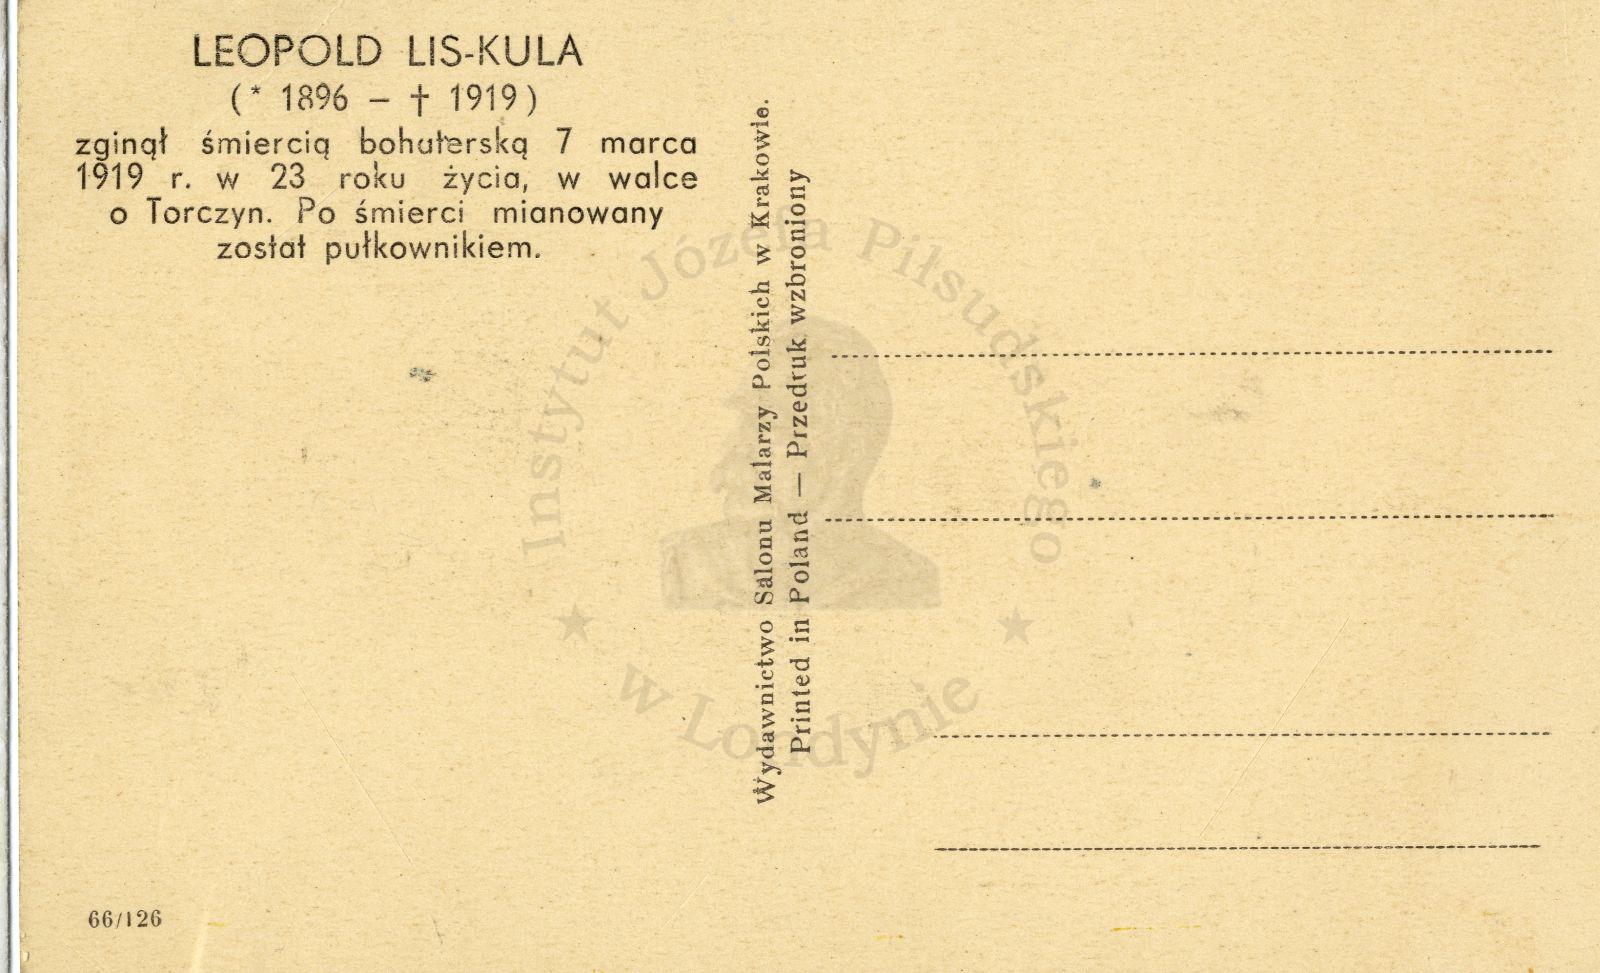 LEOPOLD LIS-KULA
(* 1896 – † 1919)
zginął śmiercią bohaterską 7 marca
1919 r. w 23 roku życia, w walce
o Torczyn. Po śmierci mianowany
został pułkownikiem.
Wydawnictwo Salonu Malarzy Polskich w Krakowie.
Printed in Poland — Przedruk wzbroniony
Instytut Józefa Piłsudskiego
w Londynie
66/126